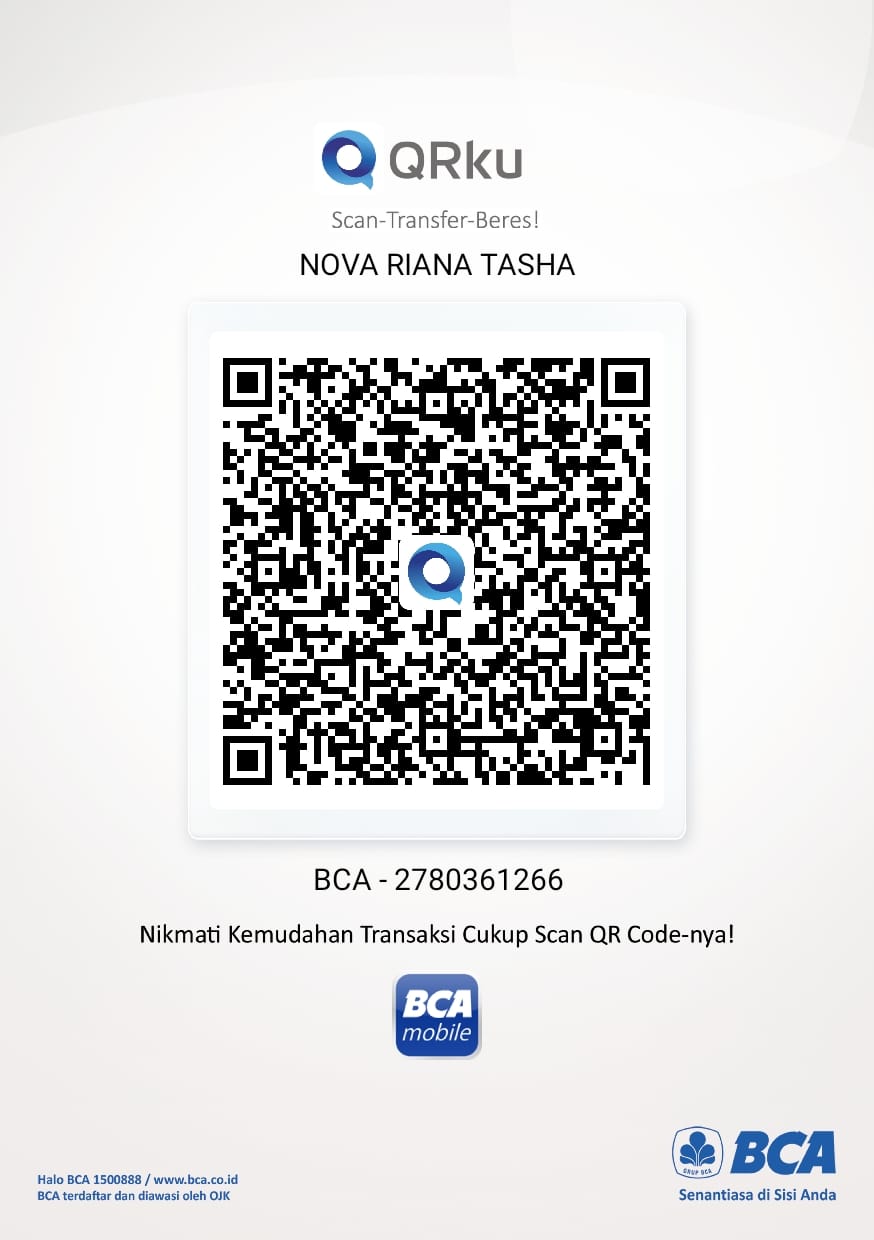 QRku
Scan-Transfer-Beres!
NOVA RIANA TASHA
BCA - 2780361266
Nikmati Kemudahan Transaksi Cukup Scan QR Code-nya!
BCA
mobile
GRUP BCA
BCA
Senantiasa di Sisi Anda
Halo BCA 1500888 / www.bca.co.id
BCA terdaftar dan diawasi oleh OJK